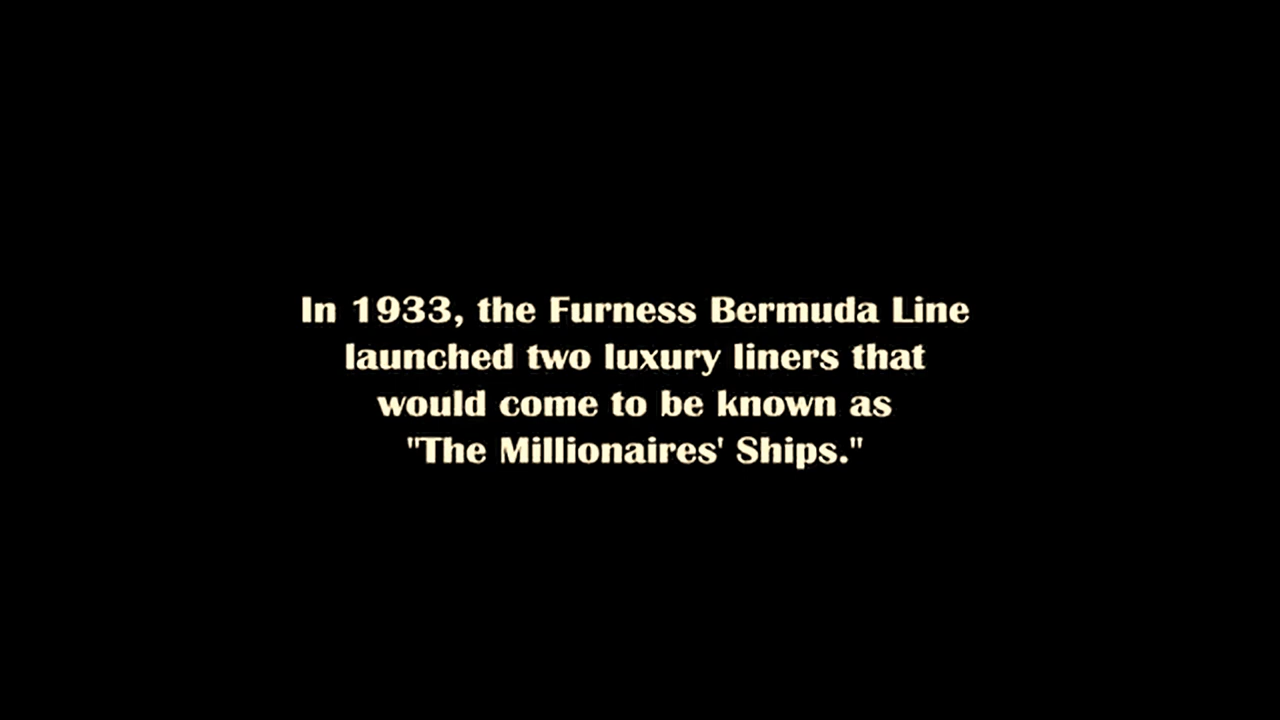 In 1933, the Furness Bermuda Line
launched two luxury liners that
would come to be known as
"The Millionaires' Ships."